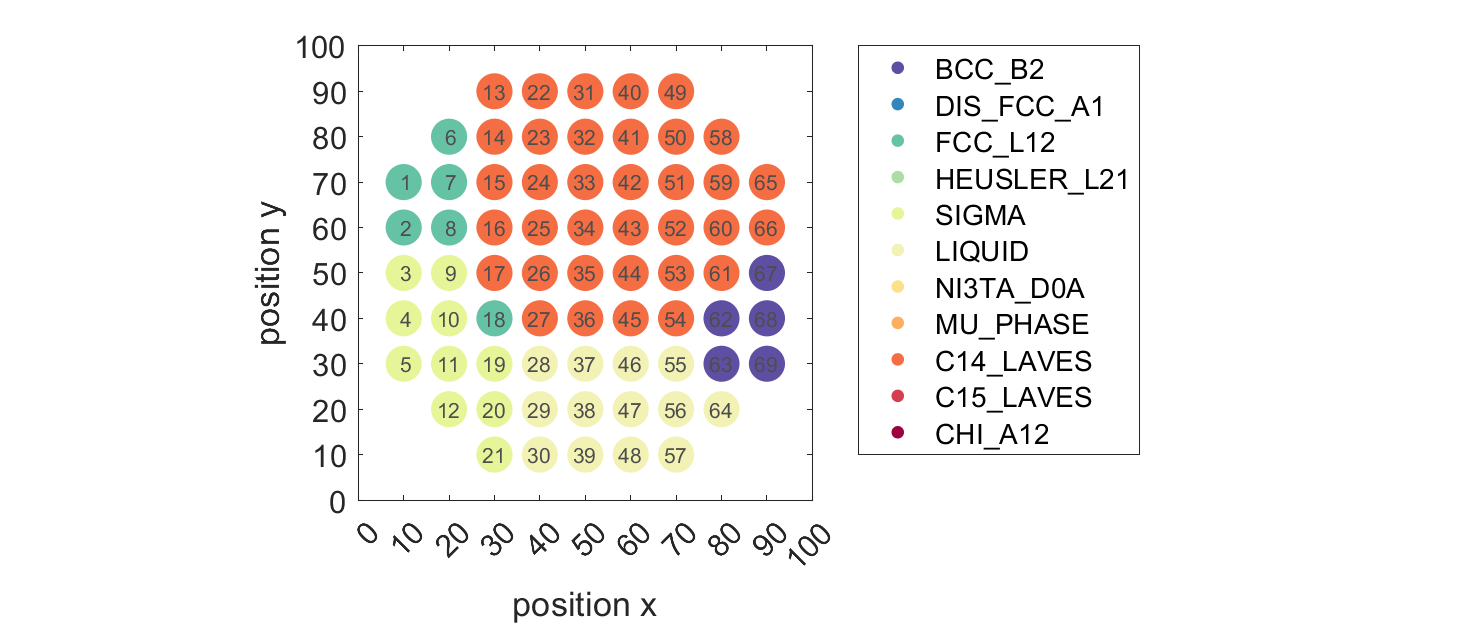 100
90 13 22 31 40 49
80 6 14 23 32 41 50 58
70 1 7 15 24 33 42 51 59 65
60 2 8 16 25 34 43 52 60 66
50 3 9 17 26 35 44 53 61 67
40 4 10 18 27 36 45 54 62 68
30 5 11 19 28 37 46 55 63 69
20 12 20 29 38 47 56 64
10 21 30 39 48 57
0
0 10 20 30 40 50 60 70 80 90 100
position x
position y
BCC_B2
DIS_FCC_A1
FCC_L12
HEUSLER_L21
SIGMA
LIQUID
NI3TA_D0A
MU_PHASE
C14_LAVES
C15_LAVES
CHI_A12